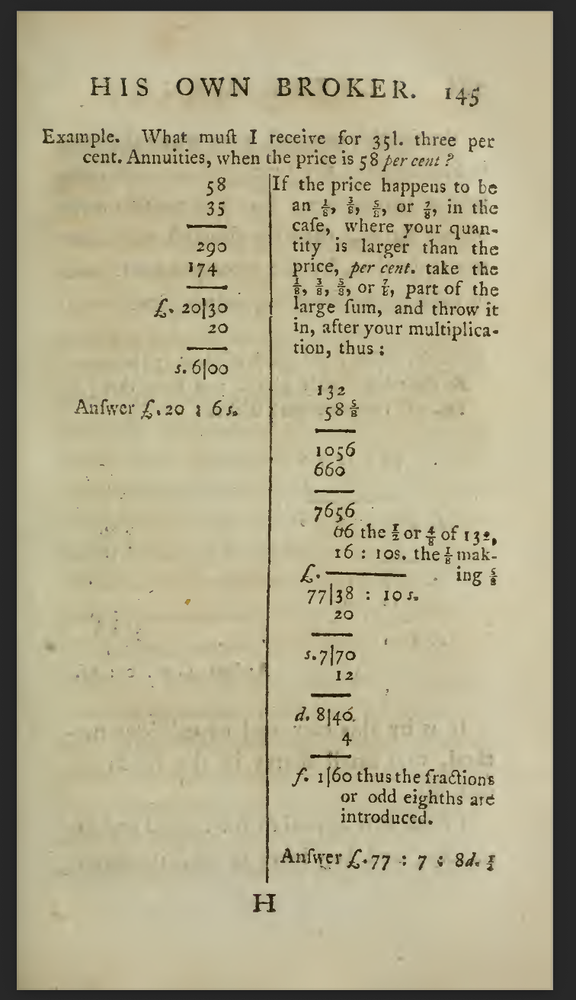 HIS OWN BROKER. 145
Example. What muſt I receive for 35l. three per
cent. Annuities, when the price is 58 per cent ?
58
35
290
174
£. 20|30
20
s. 6|00
Anſwer £. 20 : 6s.
If the price happens to be
an ⅛, ⅜, ⅝, or ⅞, in the
caſe, where your quan-
tity is larger than the
price, per cent. take the
⅛, ⅜, ⅝, or ⅞, part of the
large ſum, and throw it
in, after your multiplica-
tion, thus :
132
58 ⅝
1056
660
7656
66 the ½ or 4/8 of 132,
16 : 10s. the ⅛ mak-
£. ing ⅝
77|38 : 10 s.
20
s. 7|70
12
d. 8|40.
4
f. 1|60 thus the fractions
or odd eighths are
introduced.
Anſwer £. 77 : 7 : 8d.
H